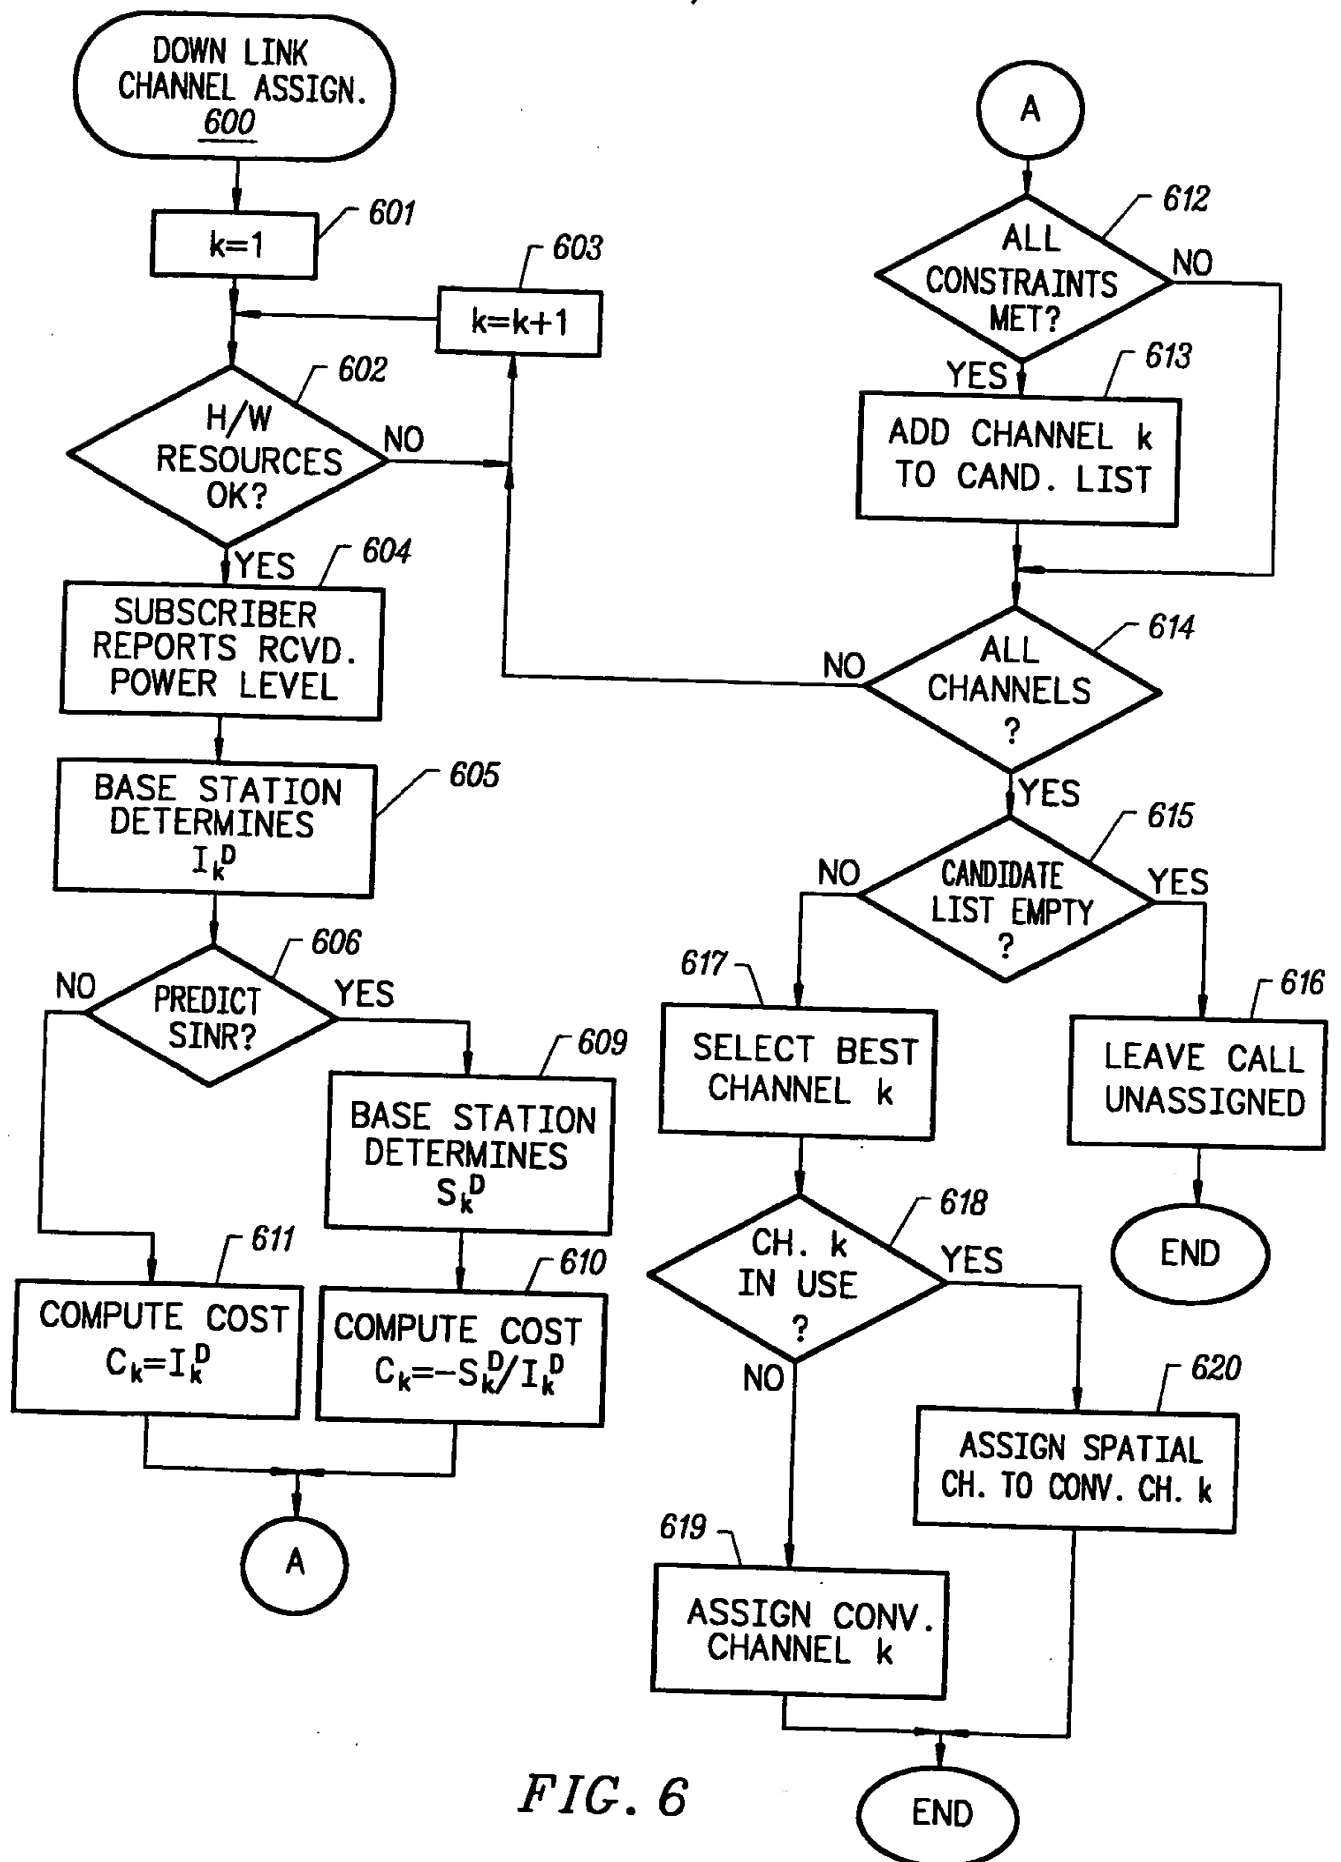 DOWN LINK
CHANNEL ASSIGN.
600
601
k=1
603
k=k+1
602
H/W
RESOURCES
OK?
NO
YES
604
SUBSCRIBER
REPORTS RCVD.
POWER LEVEL
605
BASE STATION
DETERMINES
I_k^D
606
NO
PREDICT
SINR?
YES
609
BASE STATION
DETERMINES
S_k^D
611
COMPUTE COST
C_k=I_k^D
610
COMPUTE COST
C_k=-S_k^D/I_k^D
A
A
612
ALL
CONSTRAINTS
MET?
NO
YES
613
ADD CHANNEL k
TO CAND. LIST
614
NO
ALL
CHANNELS
?
YES
615
NO
CANDIDATE
LIST EMPTY
?
YES
617
SELECT BEST
CHANNEL k
616
LEAVE CALL
UNASSIGNED
END
618
CH. k
IN USE
?
YES
NO
620
ASSIGN SPATIAL
CH. TO CONV. CH. k
619
ASSIGN CONV.
CHANNEL k
END
FIG. 6